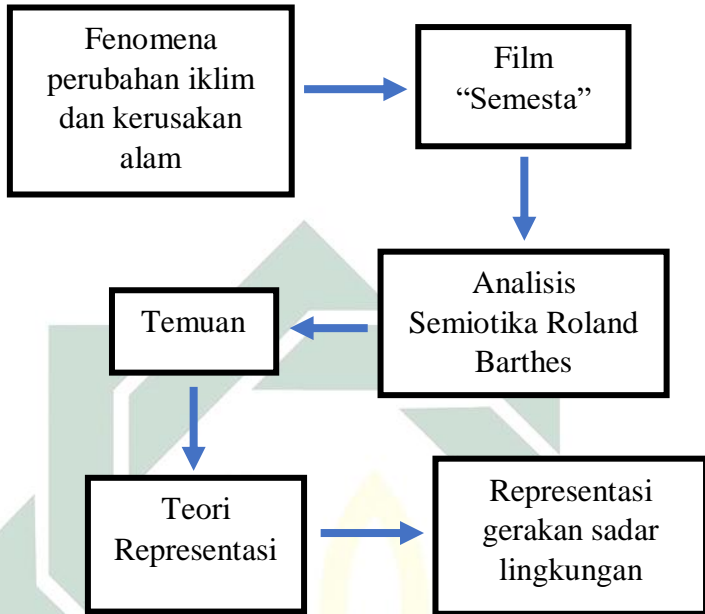 Fenomena
perubahan iklim
dan kerusakan
alam
Film
“Semesta”
Analisis
Semiotika Roland
Barthes
Temuan
Teori
Representasi
Representasi
gerakan sadar
lingkungan